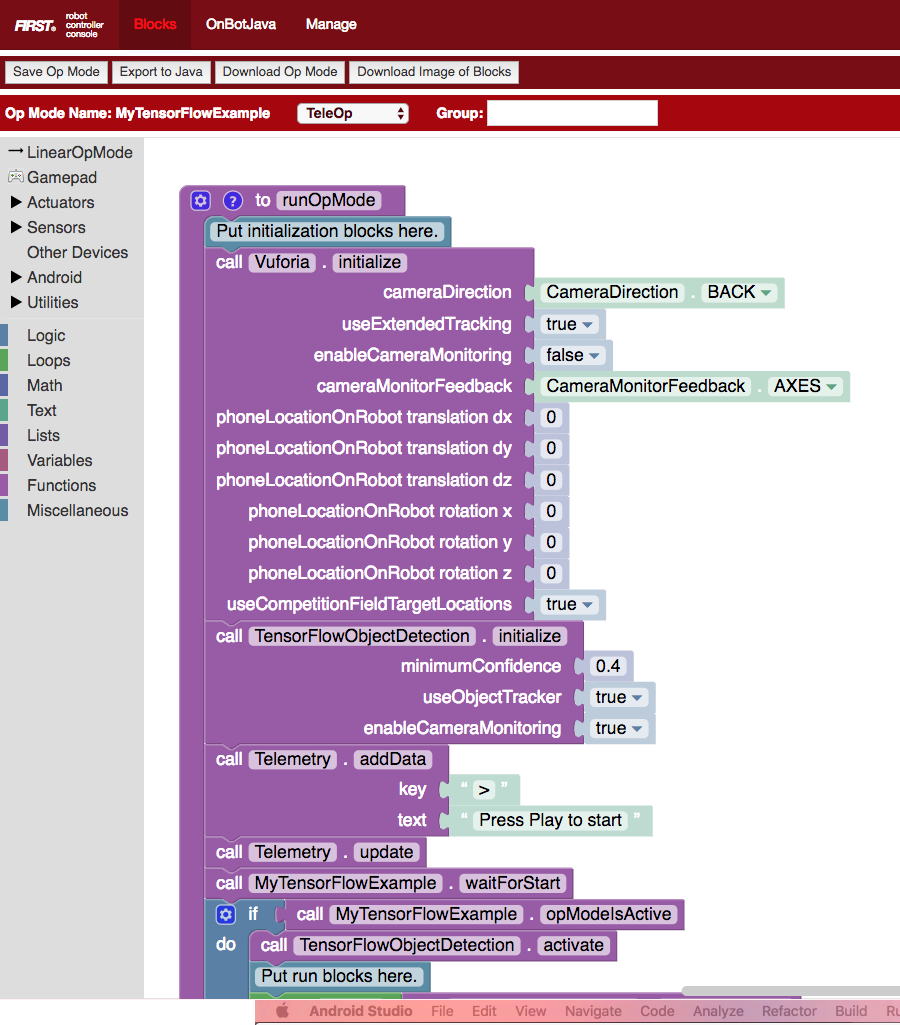 FIRST. robot controller console Blocks OnBotJava Manage
Save Op Mode Export to Java Download Op Mode Download Image of Blocks
Op Mode Name: MyTensorFlowExample TeleOp Group:
LinearOpMode
Gamepad
Actuators
Sensors
Other Devices
Android
Utilities
Logic
Loops
Math
Text
Lists
Variables
Functions
Miscellaneous
? to runOpMode
Put initialization blocks here.
call Vuforia . initialize
cameraDirection CameraDirection . BACK
useExtendedTracking true
enableCameraMonitoring false
cameraMonitorFeedback CameraMonitorFeedback . AXES
phoneLocationOnRobot translation dx 0
phoneLocationOnRobot translation dy 0
phoneLocationOnRobot translation dz 0
phoneLocationOnRobot rotation x 0
phoneLocationOnRobot rotation y 0
phoneLocationOnRobot rotation z 0
useCompetitionFieldTargetLocations true
call TensorFlowObjectDetection . initialize
minimumConfidence 0.4
useObjectTracker true
enableCameraMonitoring true
call Telemetry . addData
key “ > ”
text “ Press Play to start ”
call Telemetry . update
call MyTensorFlowExample . waitForStart
if call MyTensorFlowExample . opModeIsActive
do call TensorFlowObjectDetection . activate
Put run blocks here.
Android Studio File Edit View Navigate Code Analyze Refactor Build